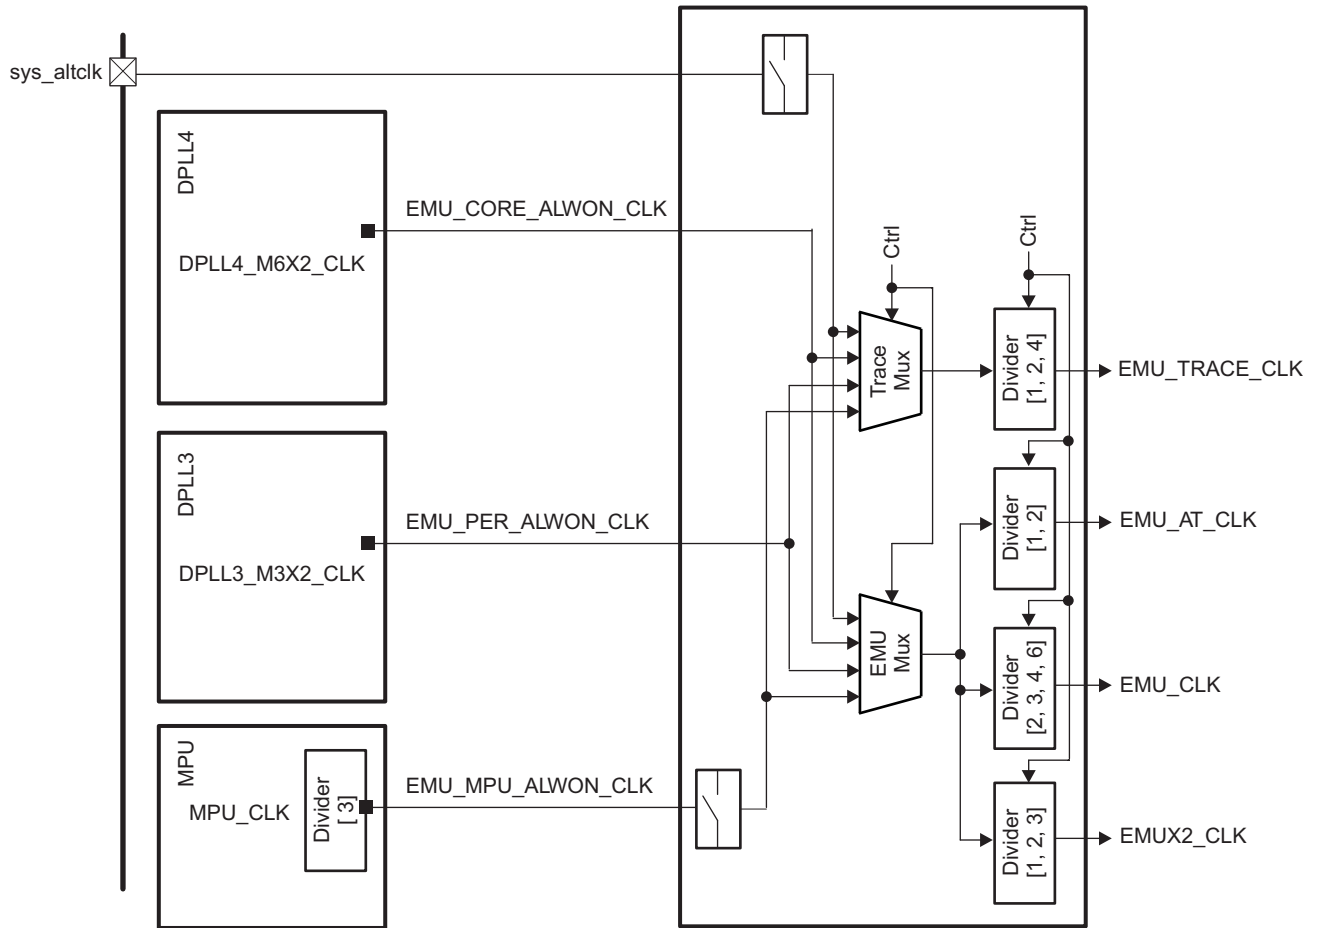 sys_altclk
DPLL4
EMU_CORE_ALWON_CLK
DPLL4_M6X2_CLK
Ctrl
Ctrl
Trace
Mux
Divider
[1, 2, 4]
EMU_TRACE_CLK
DPLL3
EMU_PER_ALWON_CLK
DPLL3_M3X2_CLK
Divider
[1, 2]
EMU_AT_CLK
EMU
Mux
Divider
[2, 3, 4, 6]
EMU_CLK
MPU
MPU_CLK
Divider
[ 3]
EMU_MPU_ALWON_CLK
Divider
[1, 2, 3]
EMUX2_CLK